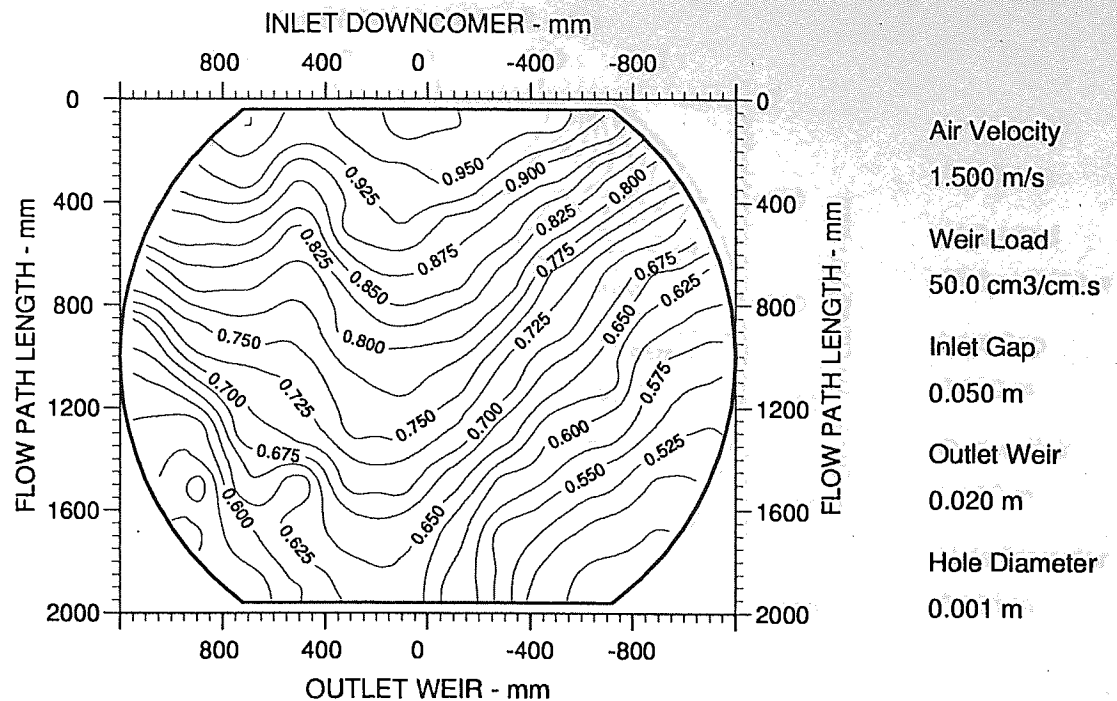 INLET DOWNCOMER - mm
800 400 0 -400 -800
0 0
400 400
800 800
1200 1200
1600 1600
2000 2000
FLOW PATH LENGTH - mm
FLOW PATH LENGTH - mm
0.950
0.925
0.900
0.800
0.825
0.875
0.775
0.825
0.850
0.675
0.625
0.650
0.750
0.800
0.725
0.575
0.700
0.725
0.750
0.700
0.600
0.675
0.525
0.550
0.600
0.650
0.625
800 400 0 -400 -800
OUTLET WEIR - mm
Air Velocity
1.500 m/s
Weir Load
50.0 cm3/cm.s
Inlet Gap
0.050 m
Outlet Weir
0.020 m
Hole Diameter
0.001 m